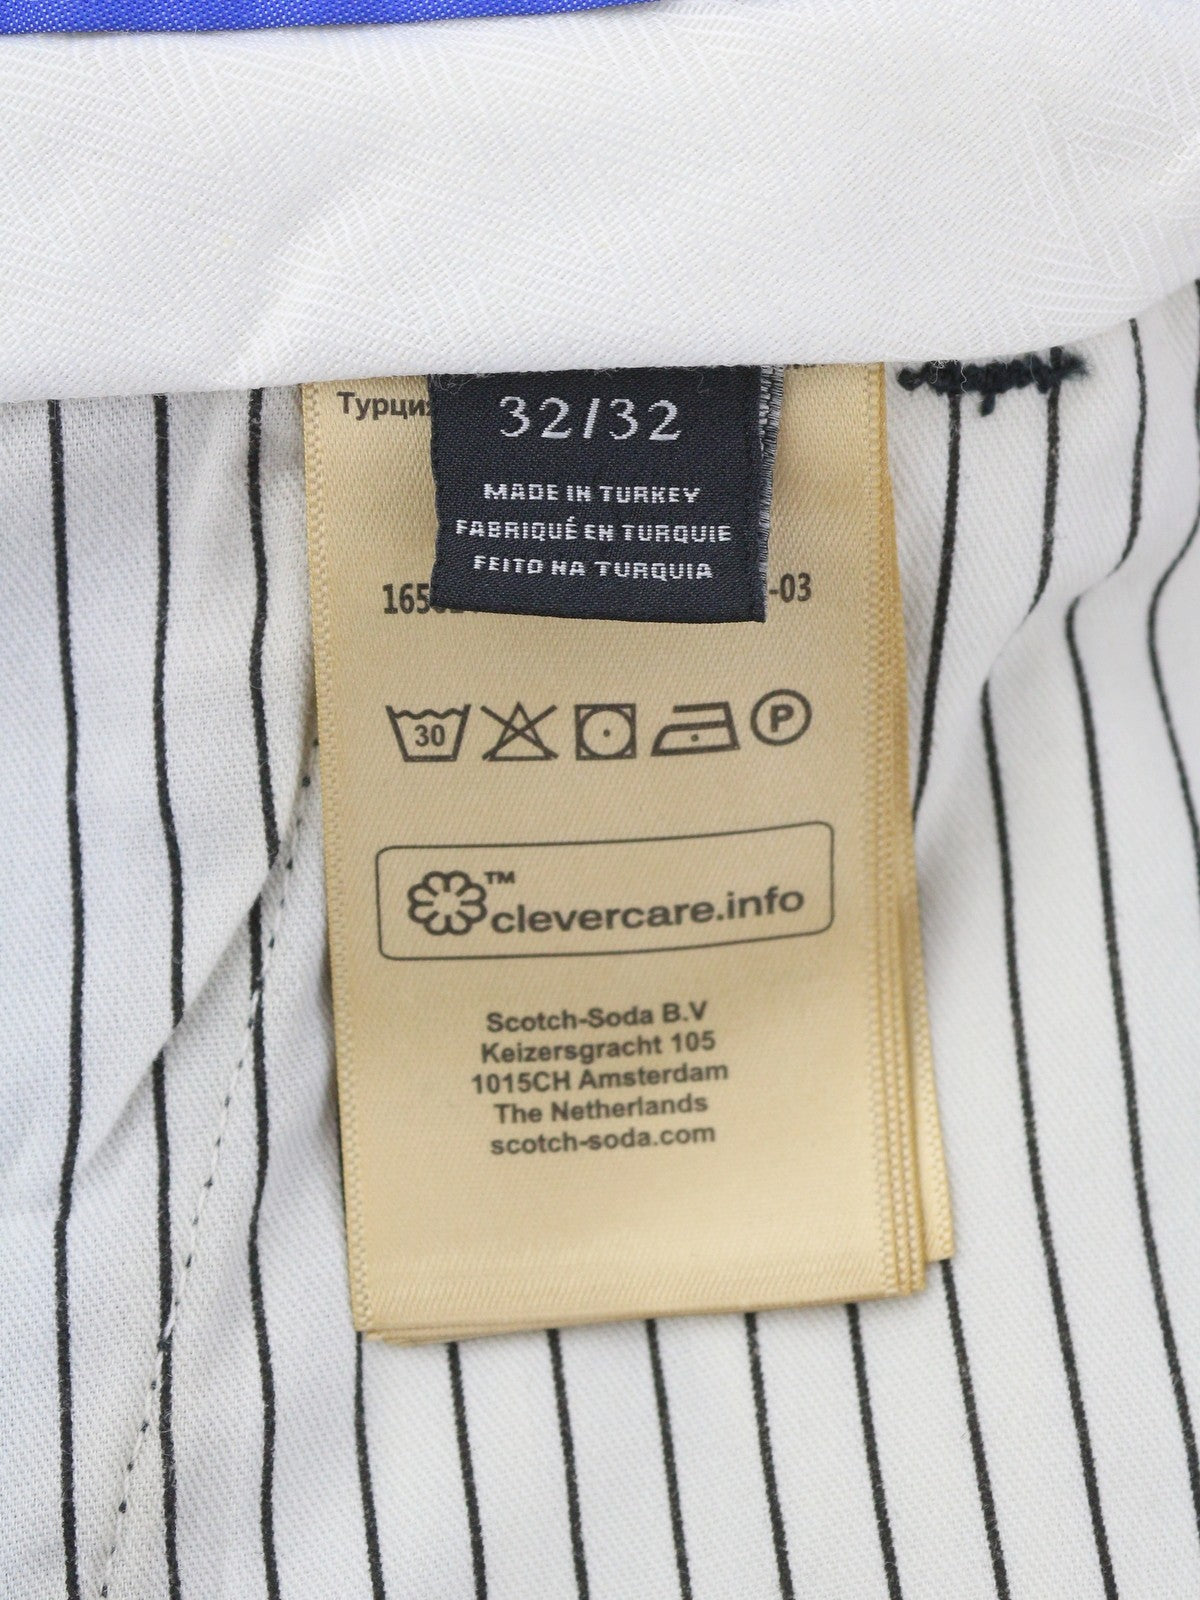 32/32
MADE IN TURKEY
FABRIQUÉ EN TURQUIE
FEITO NA TURQUIA
-03
30
P
™
clevercare.info
Scotch-Soda B.V
Keizersgracht 105
1015CH Amsterdam
The Netherlands
scotch-soda.com